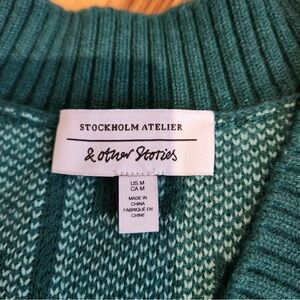 STOCKHOLM ATELIER
& other Stories
US M
CA M
MADE IN
CHINA
FABRIQUÉ EN
CHINE